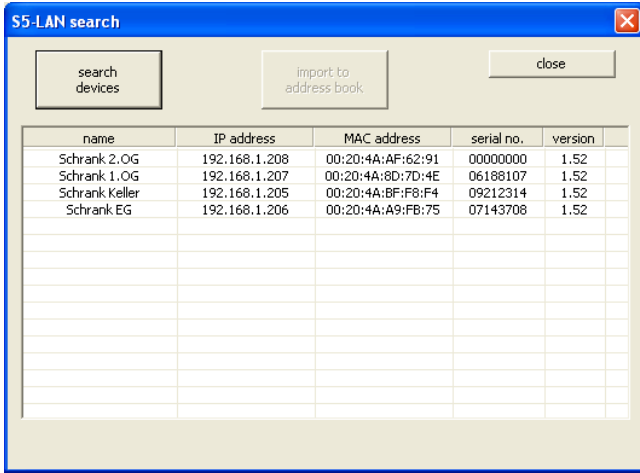 S5-LAN search
search
devices
import to
address book
close
name IP address MAC address serial no. version
Schrank 2.OG 192.168.1.208 00:20:4A:AF:62:91 00000000 1.52
Schrank 1.OG 192.168.1.207 00:20:4A:8D:7D:4E 06188107 1.52
Schrank Keller 192.168.1.205 00:20:4A:BF:F8:F4 09212314 1.52
Schrank EG 192.168.1.206 00:20:4A:A9:FB:75 07143708 1.52